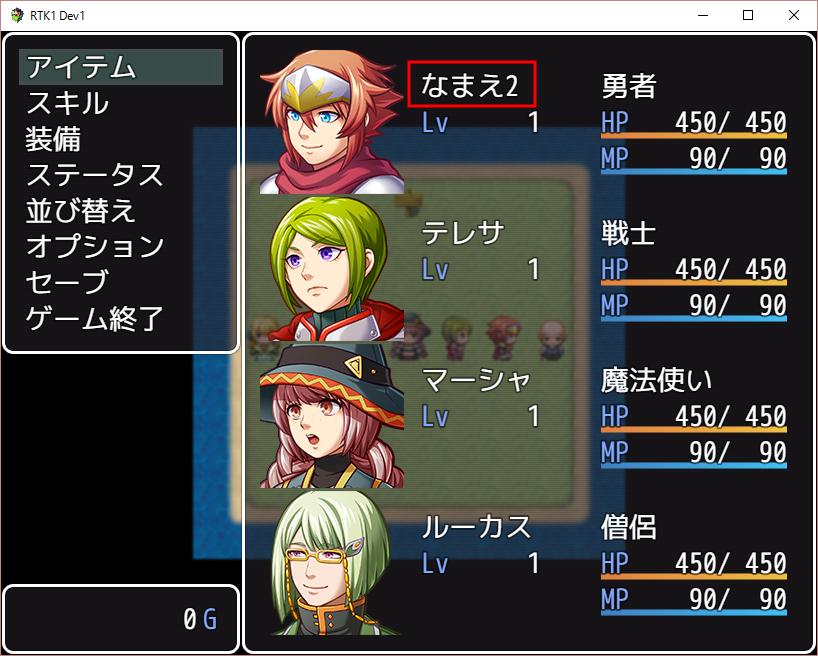 RTK1 Dev1
アイテム
スキル
装備
ステータス
並び替え
オプション
セーブ
ゲーム終了
0 G
なまえ2 勇者
Lv 1 HP 450/ 450
MP 90/ 90
テレサ 戦士
Lv 1 HP 450/ 450
MP 90/ 90
マーシャ 魔法使い
Lv 1 HP 450/ 450
MP 90/ 90
ルーカス 僧侶
Lv 1 HP 450/ 450
MP 90/ 90